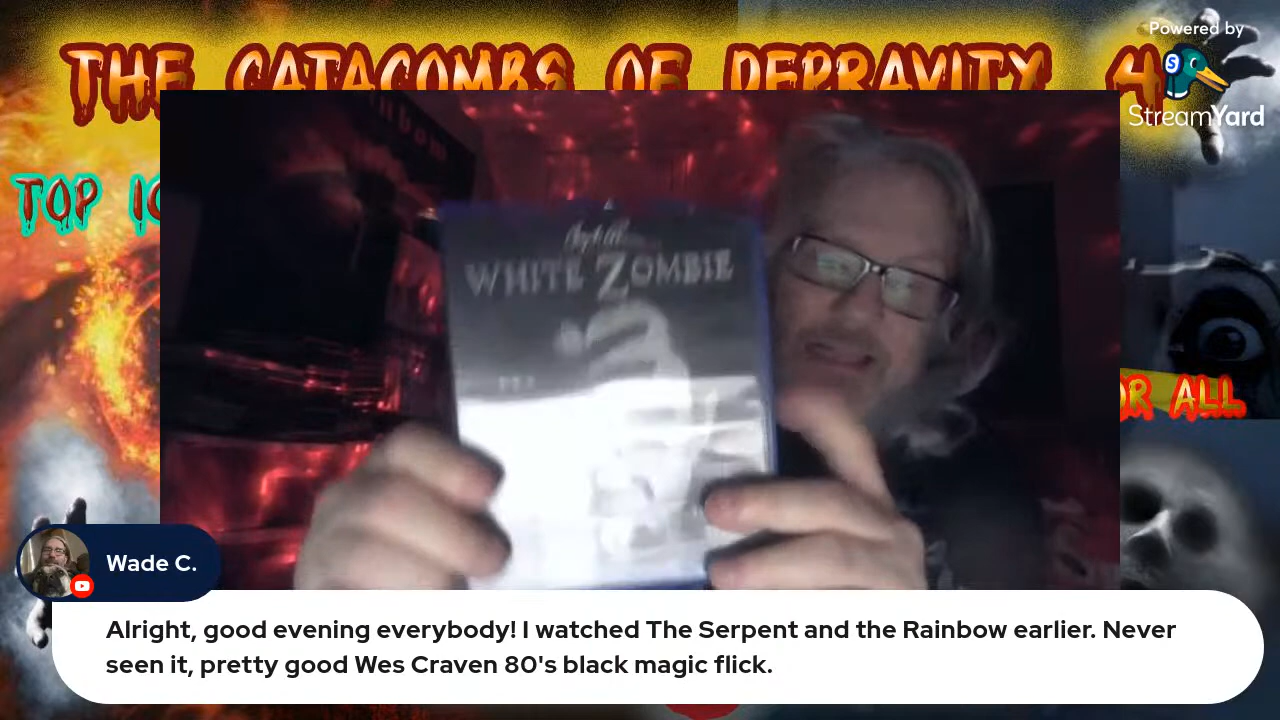 Powered by
THE CATACOMBS OF DEPRAVITY 4
StreamYard
TOP
WHITE ZOMBIE
ALL
Wade C.
Alright, good evening everybody! I watched The Serpent and the Rainbow earlier. Never
seen it, pretty good Wes Craven 80's black magic flick.